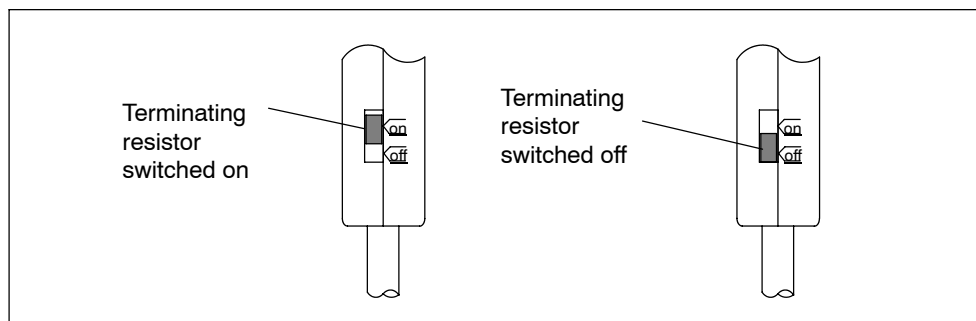 Terminating
resistor
switched on
on
off
Terminating
resistor
switched off
on
off